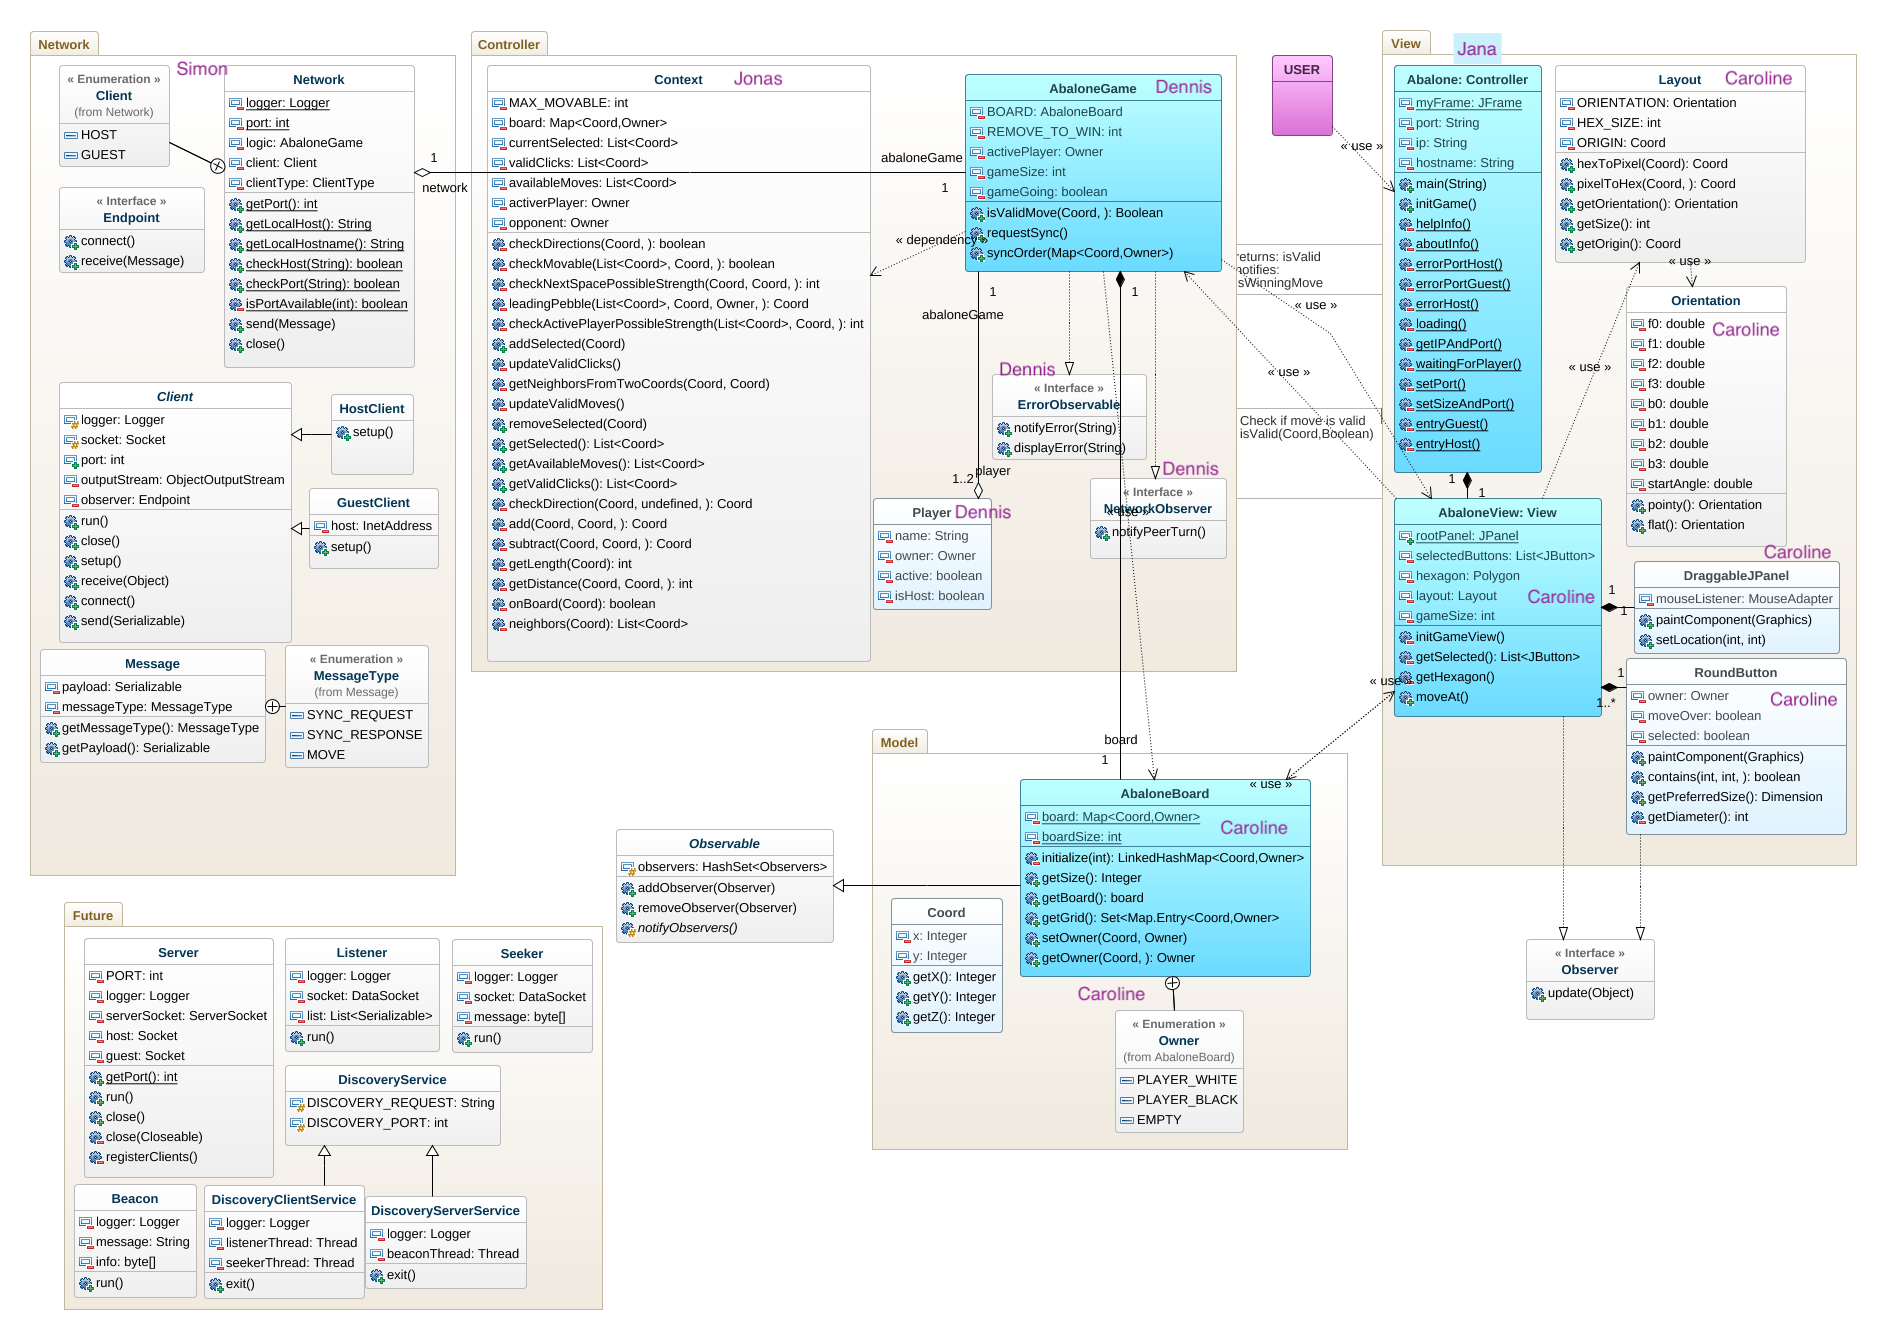 Network
Simon
« Enumeration »
Client
(from Network)
HOST
GUEST
Network
logger: Logger
port: int
logic: AbaloneGame
client: Client
clientType: ClientType
getPort(): int
getLocalHost(): String
getLocalHostname(): String
checkHost(String): boolean
checkPort(String): boolean
isPortAvailable(int): boolean
send(Message)
close()
« Interface »
Endpoint
connect()
receive(Message)
Client
logger: Logger
socket: Socket
port: int
outputStream: ObjectOutputStream
observer: Endpoint
run()
close()
setup()
receive(Object)
connect()
send(Serializable)
HostClient
setup()
GuestClient
host: InetAddress
setup()
Message
payload: Serializable
messageType: MessageType
getMessageType(): MessageType
getPayload(): Serializable
« Enumeration »
MessageType
(from Message)
SYNC_REQUEST
SYNC_RESPONSE
MOVE
1
network
Controller
Context
Jonas
MAX_MOVABLE: int
board: Map<Coord,Owner>
currentSelected: List<Coord>
validClicks: List<Coord>
availableMoves: List<Coord>
activerPlayer: Owner
opponent: Owner
checkDirections(Coord, ): boolean
checkMovable(List<Coord>, Coord, ): boolean
checkNextSpacePossibleStrength(Coord, Coord, ): int
leadingPebble(List<Coord>, Coord, Owner, ): Coord
checkActivePlayerPossibleStrength(List<Coord>, Coord, ): int
addSelected(Coord)
updateValidClicks()
getNeighborsFromTwoCoords(Coord, Coord)
updateValidMoves()
removeSelected(Coord)
getSelected(): List<Coord>
getAvailableMoves(): List<Coord>
getValidClicks(): List<Coord>
checkDirection(Coord, undefined, ): Coord
add(Coord, Coord, ): Coord
subtract(Coord, Coord, ): Coord
getLength(Coord): int
getDistance(Coord, Coord, ): int
onBoard(Coord): boolean
neighbors(Coord): List<Coord>
abaloneGame
1
« dependency»
AbaloneGame
Dennis
BOARD: AbaloneBoard
REMOVE_TO_WIN: int
activePlayer: Owner
gameSize: int
gameGoing: boolean
isValidMove(Coord, ): Boolean
requestSync()
syncOrder(Map<Coord,Owner>)
1
abaloneGame
1
Dennis
« Interface »
ErrorObservable
notifyError(String)
displayError(String)
1..2
player
Player
Dennis
name: String
owner: Owner
active: boolean
isHost: boolean
Dennis
« Interface »
NetworkObserver
notifyPeerTurn()
« use »
USER
« use »
eturns: isValid
otifies:
sWinningMove
« use »
« use »
Check if move is valid
isValid(Coord,Boolean)
View
Jana
Abalone: Controller
myFrame: JFrame
port: String
ip: String
hostname: String
main(String)
initGame()
helpInfo()
aboutInfo()
errorPortHost()
errorPortGuest()
errorHost()
loading()
getIPAndPort()
waitingForPlayer()
setPort()
setSizeAndPort()
entryGuest()
entryHost()
1
1
Layout
Caroline
ORIENTATION: Orientation
HEX_SIZE: int
ORIGIN: Coord
hexToPixel(Coord): Coord
pixelToHex(Coord, ): Coord
getOrientation(): Orientation
getSize(): int
getOrigin(): Coord
« use »
« use »
Orientation
Caroline
f0: double
f1: double
f2: double
f3: double
b0: double
b1: double
b2: double
b3: double
startAngle: double
pointy(): Orientation
flat(): Orientation
AbaloneView: View
Caroline
rootPanel: JPanel
selectedButtons: List<JButton>
hexagon: Polygon
layout: Layout
gameSize: int
initGameView()
getSelected(): List<JButton>
getHexagon()
moveAt()
« use»
1
1
1
1..*
Caroline
DraggableJPanel
mouseListener: MouseAdapter
paintComponent(Graphics)
setLocation(int, int)
RoundButton
Caroline
owner: Owner
moveOver: boolean
selected: boolean
paintComponent(Graphics)
contains(int, int, ): boolean
getPreferredSize(): Dimension
getDiameter(): int
« Interface »
Observer
update(Object)
Model
board
1
« use »
AbaloneBoard
Caroline
board: Map<Coord,Owner>
boardSize: int
initialize(int): LinkedHashMap<Coord,Owner>
getSize(): Integer
getBoard(): board
getGrid(): Set<Map.Entry<Coord,Owner>
setOwner(Coord, Owner)
getOwner(Coord, ): Owner
Coord
x: Integer
y: Integer
getX(): Integer
getY(): Integer
getZ(): Integer
Caroline
« Enumeration »
Owner
(from AbaloneBoard)
PLAYER_WHITE
PLAYER_BLACK
EMPTY
Observable
observers: HashSet<Observers>
addObserver(Observer)
removeObserver(Observer)
notifyObservers()
Future
Server
PORT: int
logger: Logger
serverSocket: ServerSocket
host: Socket
guest: Socket
getPort(): int
run()
close()
close(Closeable)
registerClients()
Listener
logger: Logger
socket: DataSocket
list: List<Serializable>
run()
Seeker
logger: Logger
socket: DataSocket
message: byte[]
run()
DiscoveryService
DISCOVERY_REQUEST: String
DISCOVERY_PORT: int
Beacon
logger: Logger
message: String
info: byte[]
run()
DiscoveryClientService
logger: Logger
listenerThread: Thread
seekerThread: Thread
exit()
DiscoveryServerService
logger: Logger
beaconThread: Thread
exit()